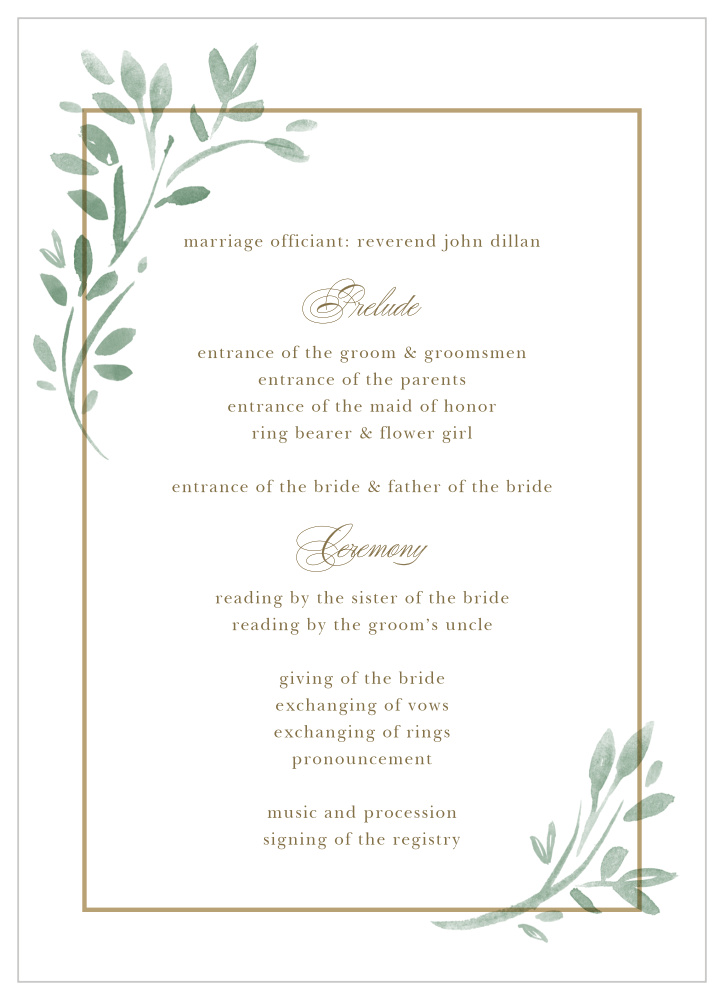 marriage officiant: reverend john dillan
Prelude
entrance of the groom & groomsmen
entrance of the parents
entrance of the maid of honor
ring bearer & flower girl
entrance of the bride & father of the bride
Ceremony
reading by the sister of the bride
reading by the groom’s uncle
giving of the bride
exchanging of vows
exchanging of rings
pronouncement
music and procession
signing of the registry